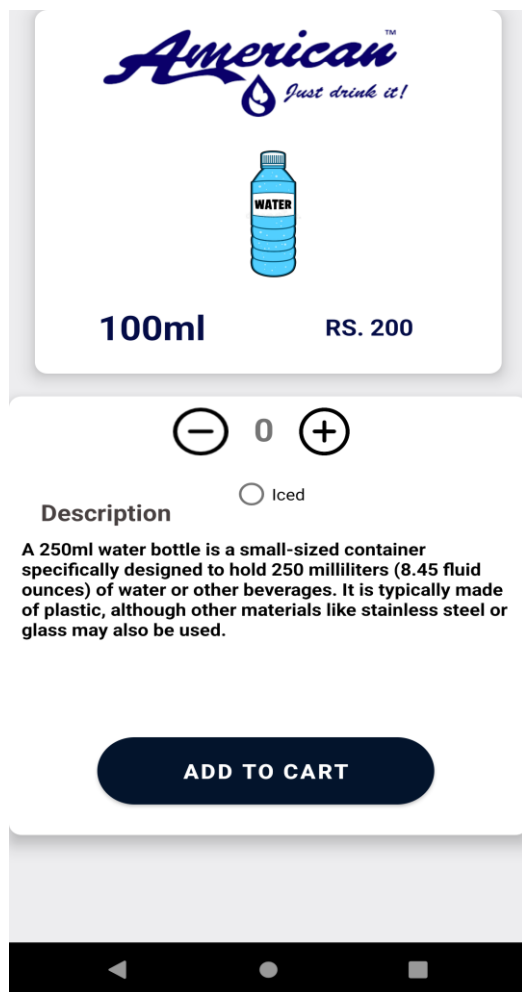 American™
Just drink it!
WATER
100ml
RS. 200
0
Iced
Description
A 250ml water bottle is a small-sized container
specifically designed to hold 250 milliliters (8.45 fluid
ounces) of water or other beverages. It is typically made
of plastic, although other materials like stainless steel or
glass may also be used.
ADD TO CART